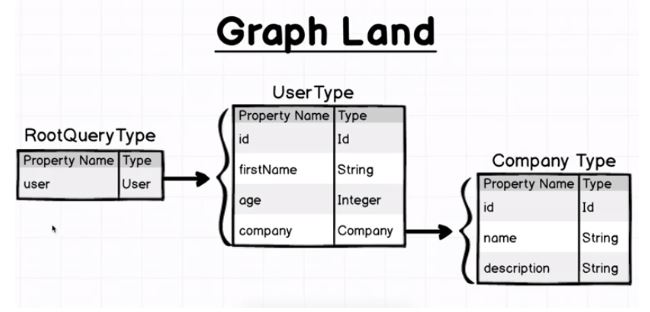 Graph Land
RootQueryType
Property Name Type
user User
UserType
Property Name Type
id Id
firstName String
age Integer
company Company
Company Type
Property Name Type
id Id
name String
description String